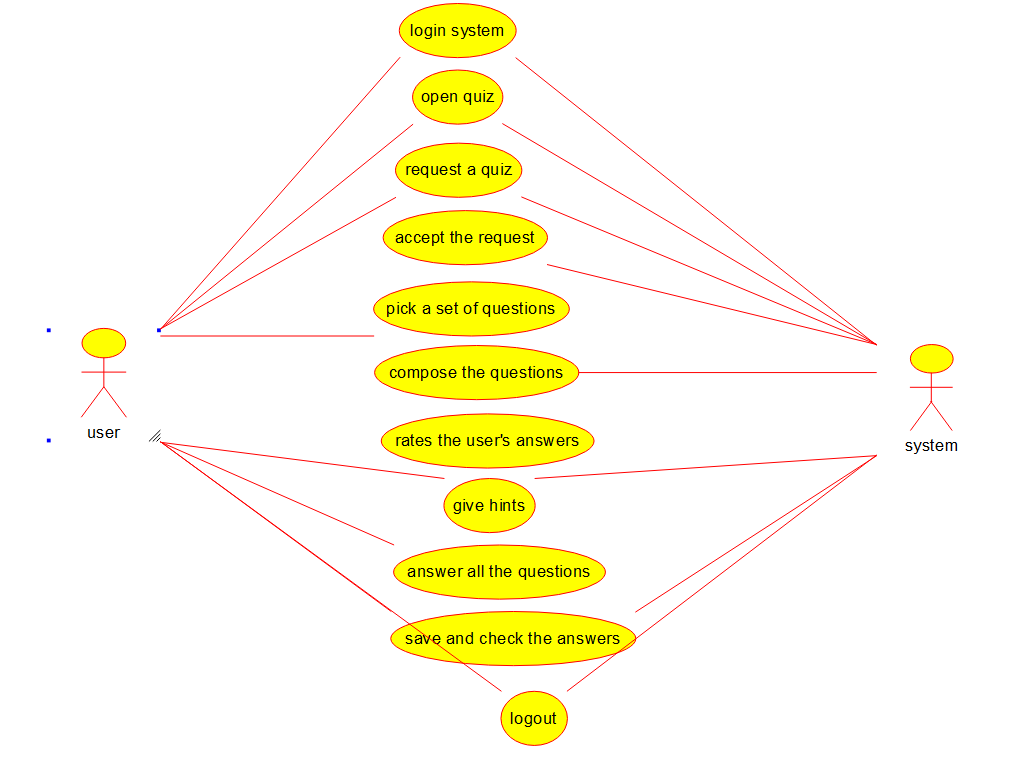 login system
open quiz
request a quiz
accept the request
pick a set of questions
compose the questions
user
rates the user's answers
system
give hints
answer all the questions
save and check the answers
logout